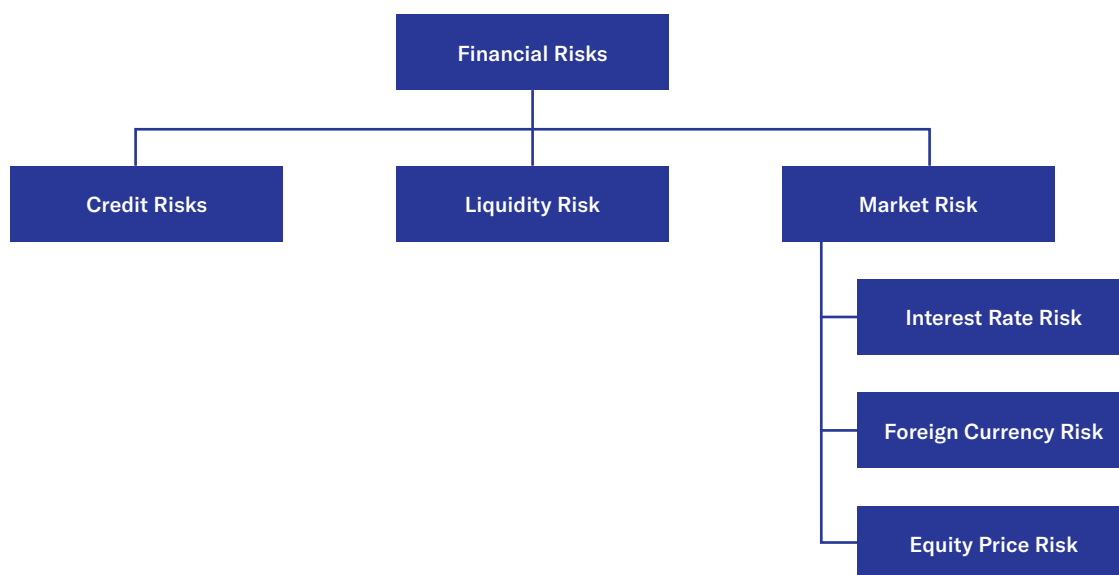 Financial Risks
Credit Risks
Liquidity Risk
Market Risk
Interest Rate Risk
Foreign Currency Risk
Equity Price Risk